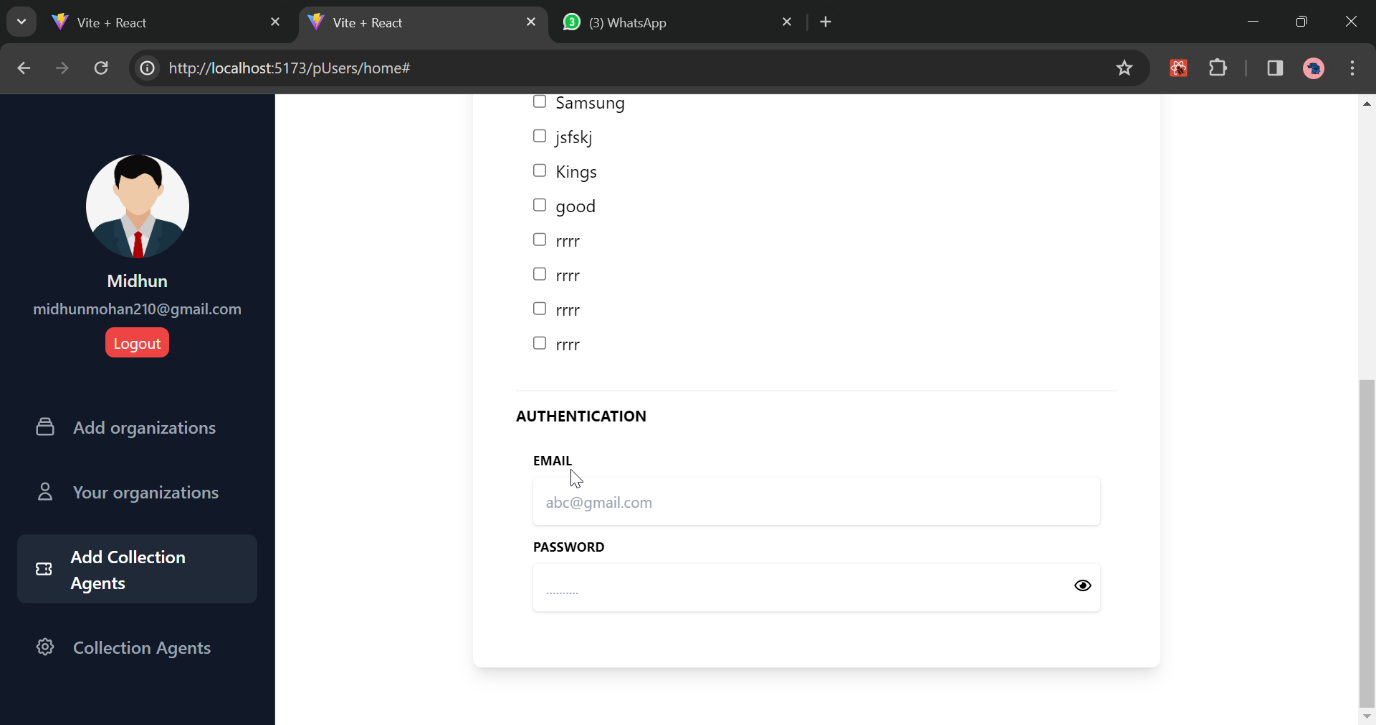 Vite + React
Vite + React
3
(3) WhatsApp
http://localhost:5173/pUsers/home#
Midhun
midhunmohan210@gmail.com
Logout
Add organizations
Your organizations
Add Collection
Agents
Collection Agents
Samsung
jsfskj
Kings
good
rrrr
rrrr
rrrr
rrrr
AUTHENTICATION
EMAIL
abc@gmail.com
PASSWORD
..........